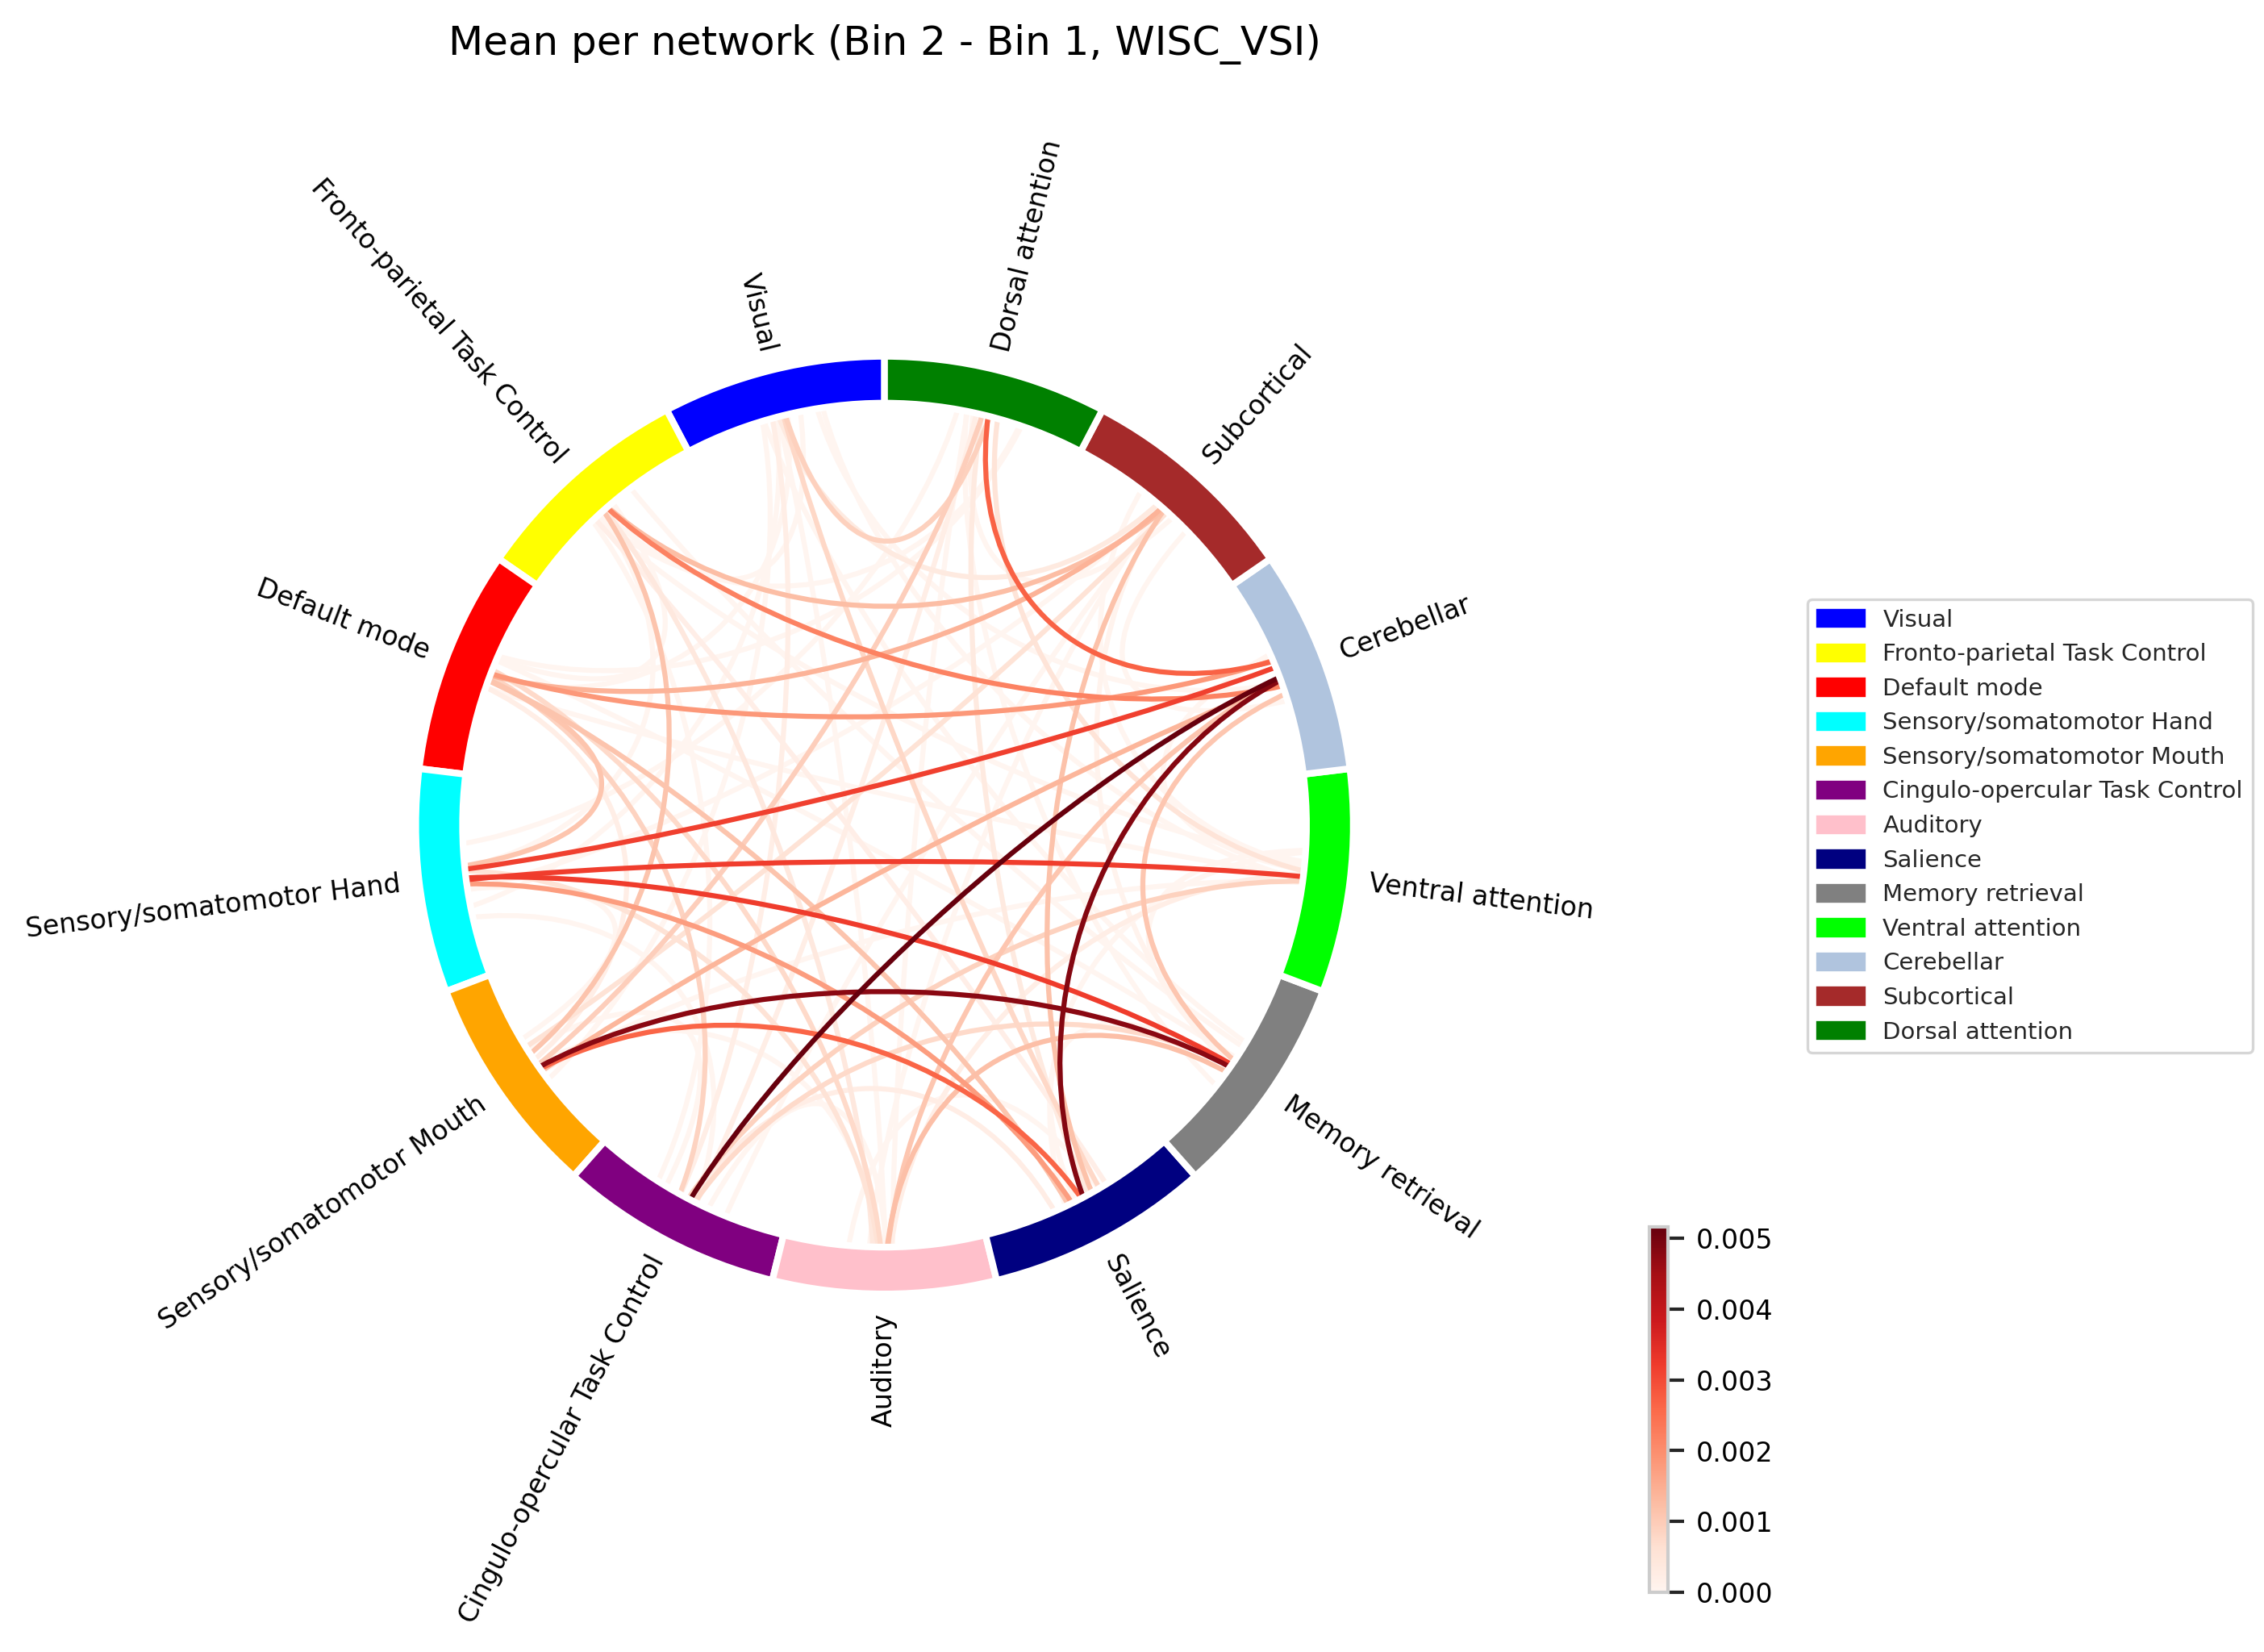 Mean per network (Bin 2 - Bin 1, WISC_VSI)
Dorsal attention
Fronto-parietal Task Control
Visual
Subcortical
Default mode
Cerebellar
Sensory/somatomotor Hand
Ventral attention
Sensory/somatomotor Mouth
Memory retrieval
Cingulo-opercular Task Control
Auditory
Salience
Visual
Fronto-parietal Task Control
Default mode
Sensory/somatomotor Hand
Sensory/somatomotor Mouth
Cingulo-opercular Task Control
Auditory
Salience
Memory retrieval
Ventral attention
Cerebellar
Subcortical
Dorsal attention
0.005
0.004
0.003
0.002
0.001
0.000